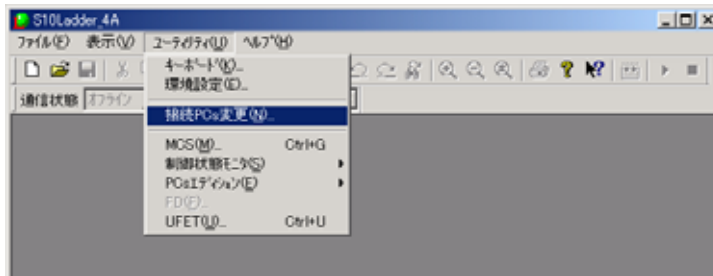 S10Ladder_4A
ﾌｧｲﾙ(F) 表示(V) ﾕｰﾃｨﾘﾃｨ(U) ﾍﾙﾌﾟ(H)
ｷｰﾎﾞｰﾄﾞ(K)...
環境設定(E)...
通信状態 ｵﾌﾗｲﾝ
接続PCs変更(N)...
MCS(M)... Ctrl+G
制御状態ﾓﾆﾀ(S)
PCsｴﾃﾞｨｼｮﾝ(E)
FD(F)...
UFET(U)... Ctrl+U